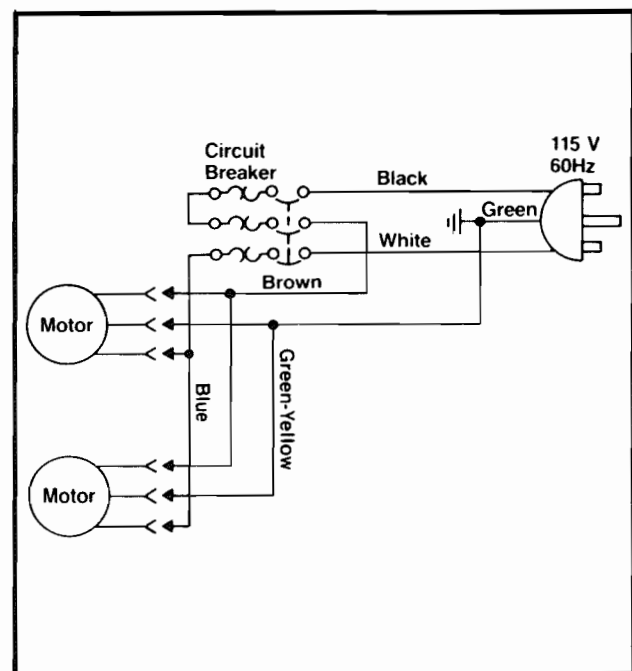 Circuit
Breaker
115 V
60Hz
Black
Green
White
Brown
Motor
Blue
Green-Yellow
Motor